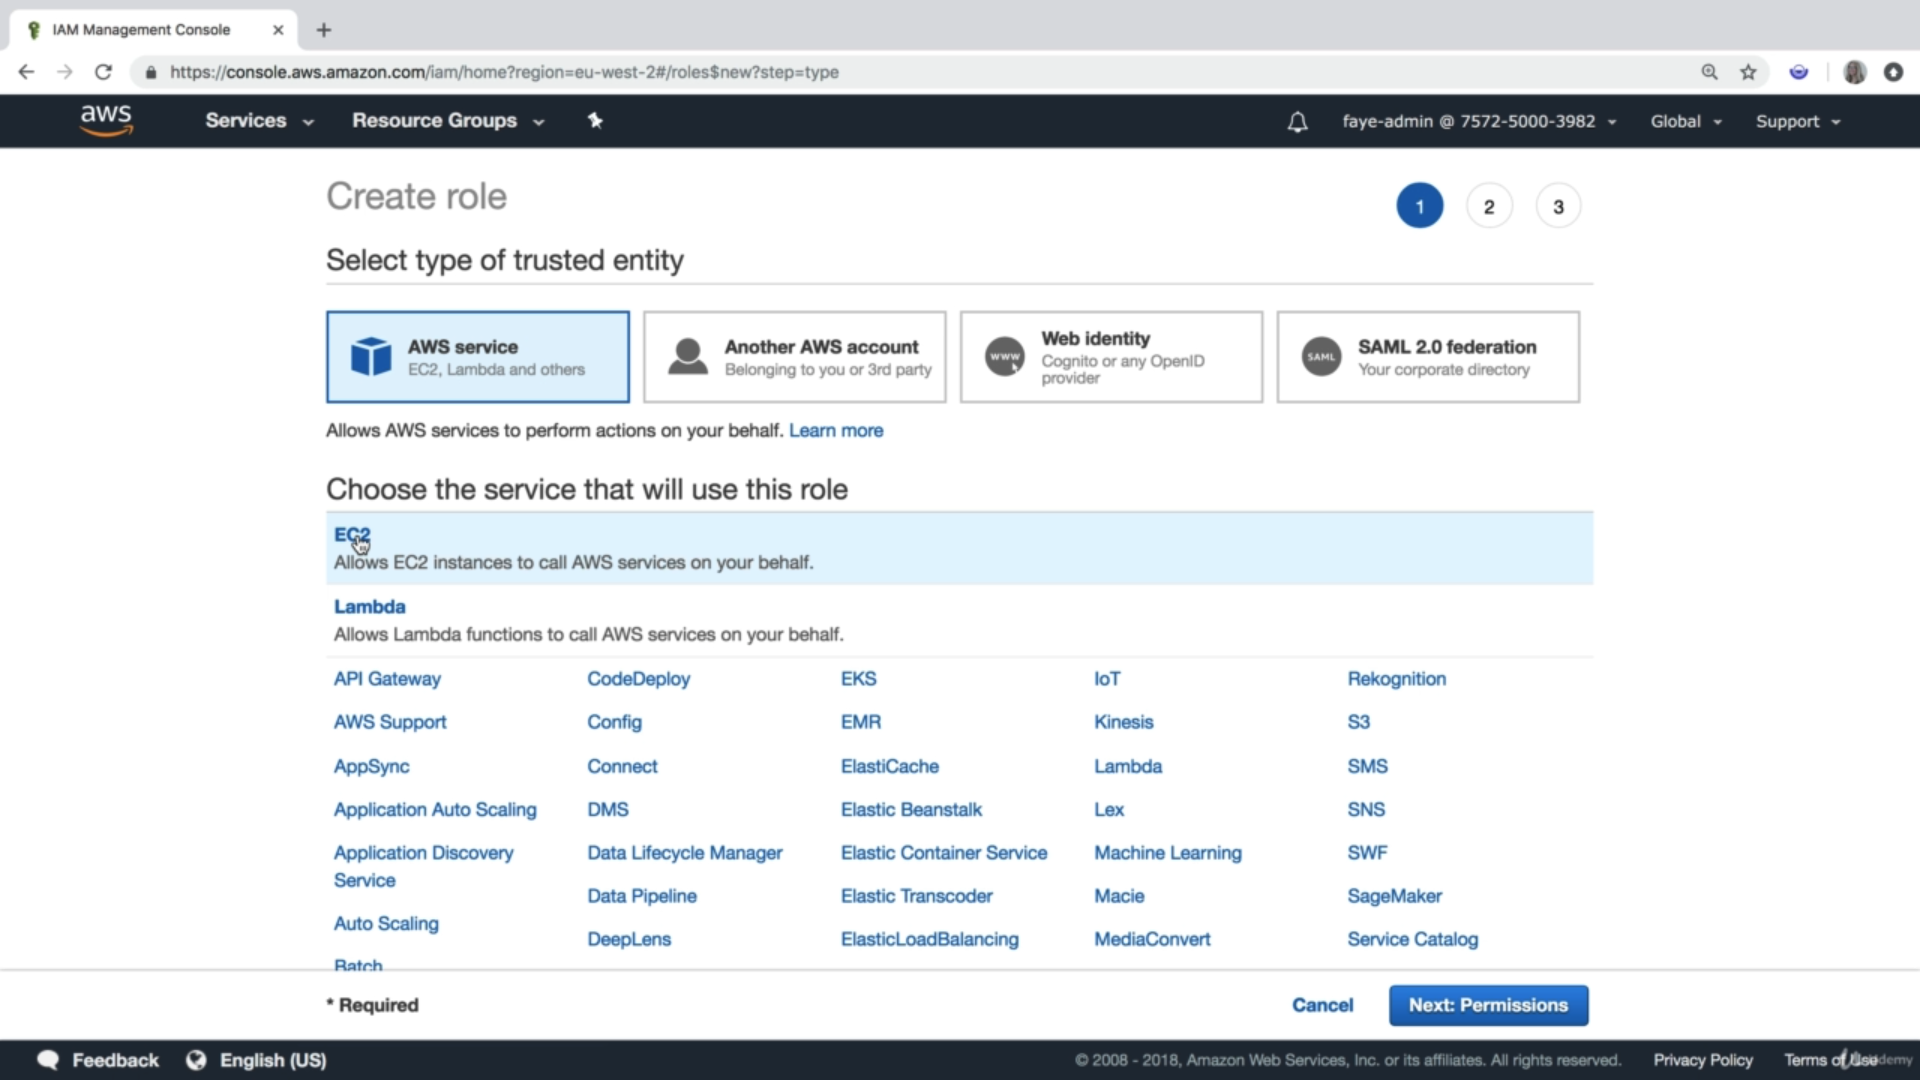 IAM Management Console
https://console.aws.amazon.com/iam/home?region=eu-west-2#/roles$new?step=type
aws
Services
Resource Groups
faye-admin @ 7572-5000-3982
Global
Support
Create role
1
2
3
Select type of trusted entity
AWS service
EC2, Lambda and others
Another AWS account
Belonging to you or 3rd party
www
Web identity
Cognito or any OpenID
provider
SAML
SAML 2.0 federation
Your corporate directory
Allows AWS services to perform actions on your behalf. Learn more
Choose the service that will use this role
EC2
Allows EC2 instances to call AWS services on your behalf.
Lambda
Allows Lambda functions to call AWS services on your behalf.
API Gateway
AWS Support
AppSync
Application Auto Scaling
Application Discovery
Service
Auto Scaling
Batch
CodeDeploy
Config
Connect
DMS
Data Lifecycle Manager
Data Pipeline
DeepLens
EKS
EMR
ElastiCache
Elastic Beanstalk
Elastic Container Service
Elastic Transcoder
ElasticLoadBalancing
IoT
Kinesis
Lambda
Lex
Machine Learning
Macie
MediaConvert
Rekognition
S3
SMS
SNS
SWF
SageMaker
Service Catalog
* Required
Cancel
Next: Permissions
Feedback
English (US)
© 2008 - 2018, Amazon Web Services, Inc. or its affiliates. All rights reserved.
Privacy Policy
Terms of Use